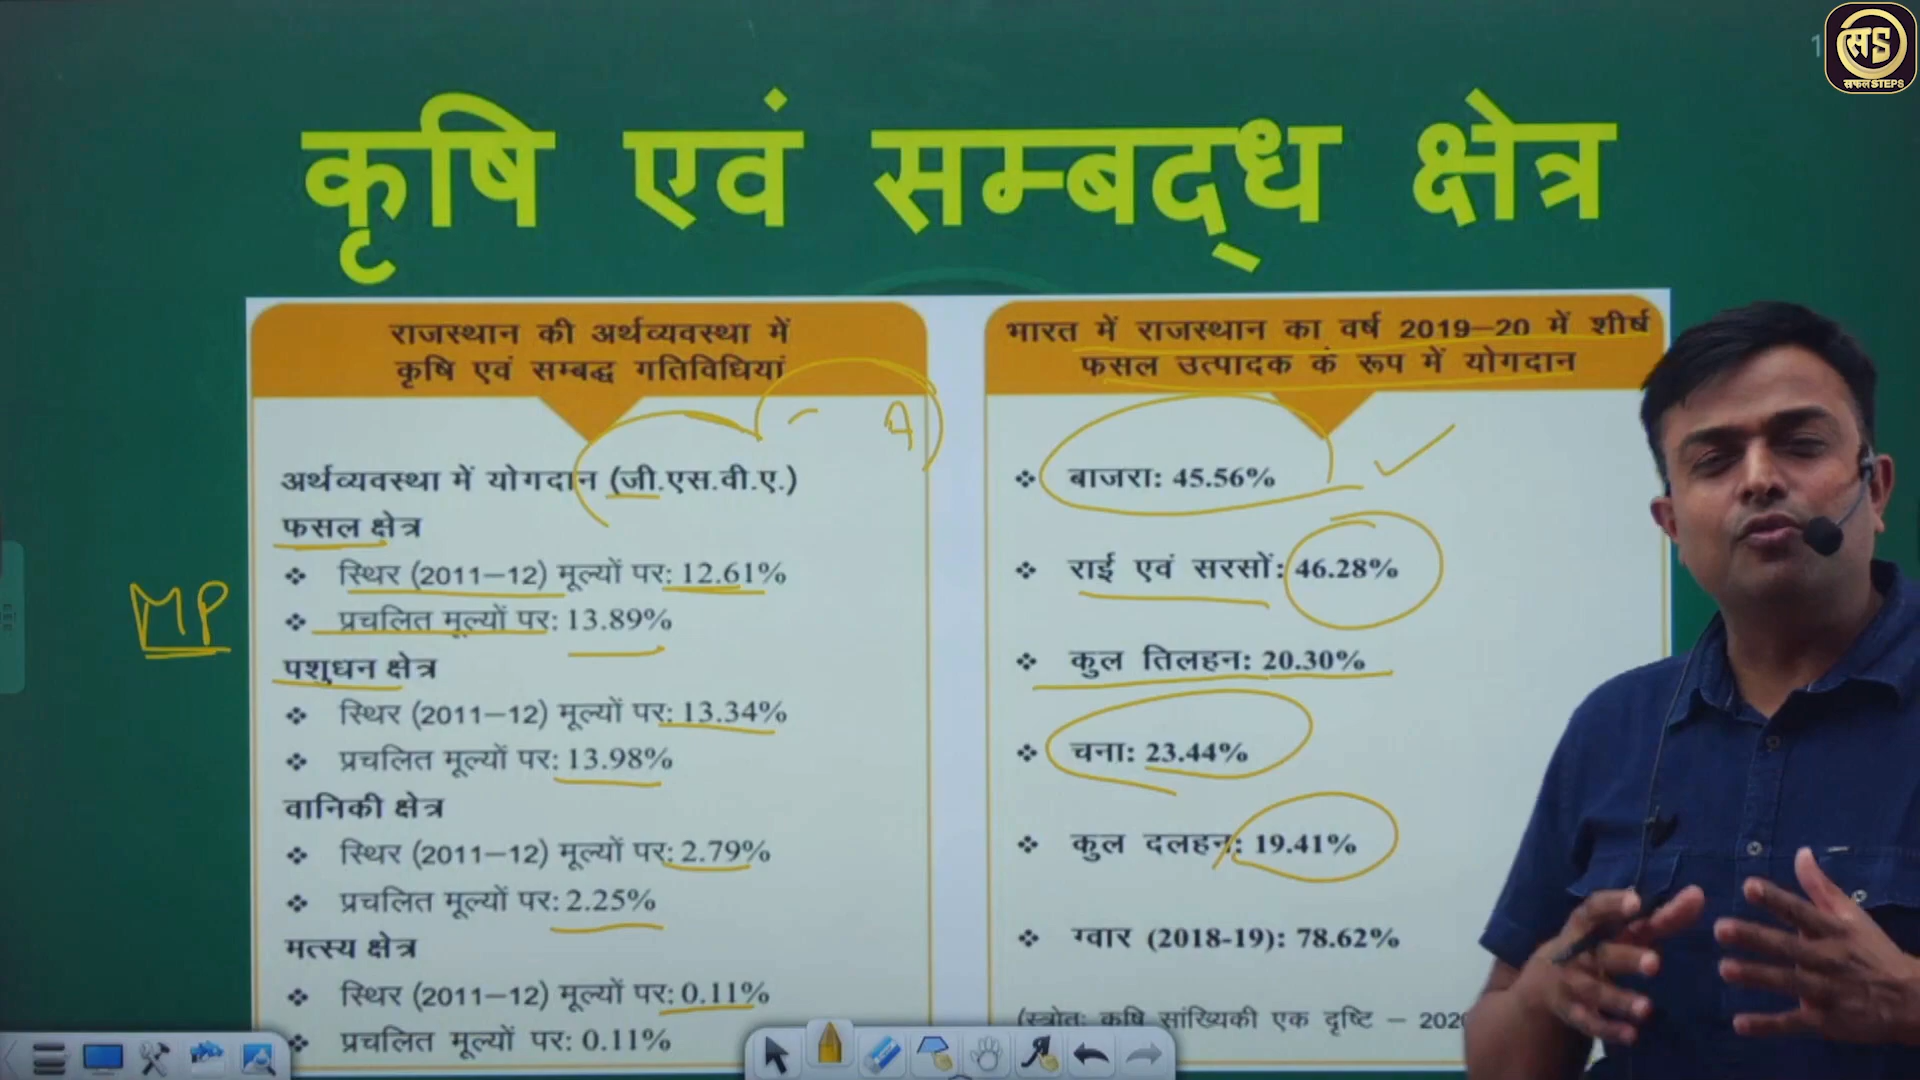 सS
सफलSTEPS
1
कृषि एवं सम्बद्ध क्षेत्र
राजस्थान की अर्थव्यवस्था में
कृषि एवं सम्बद्ध गतिविधियां
अर्थव्यवस्था में योगदान (जी.एस.वी.ए.)
फसल क्षेत्र
❖ स्थिर (2011–12) मूल्यों पर: 12.61%
❖ प्रचलित मूल्यों पर: 13.89%
पशुधन क्षेत्र
❖ स्थिर (2011–12) मूल्यों पर: 13.34%
❖ प्रचलित मूल्यों पर: 13.98%
वानिकी क्षेत्र
❖ स्थिर (2011–12) मूल्यों पर: 2.79%
❖ प्रचलित मूल्यों पर: 2.25%
मत्स्य क्षेत्र
❖ स्थिर (2011–12) मूल्यों पर: 0.11%
❖ प्रचलित मूल्यों पर: 0.11%
MP
भारत में राजस्थान का वर्ष 2019–20 में शीर्ष
फसल उत्पादक के रूप में योगदान
❖ बाजरा: 45.56%
❖ राई एवं सरसों: 46.28%
❖ कुल तिलहन: 20.30%
❖ चना: 23.44%
❖ कुल दलहन: 19.41%
❖ ग्वार (2018-19): 78.62%
(स्त्रोत: कृषि सांख्यिकी एक दृष्टि – 202